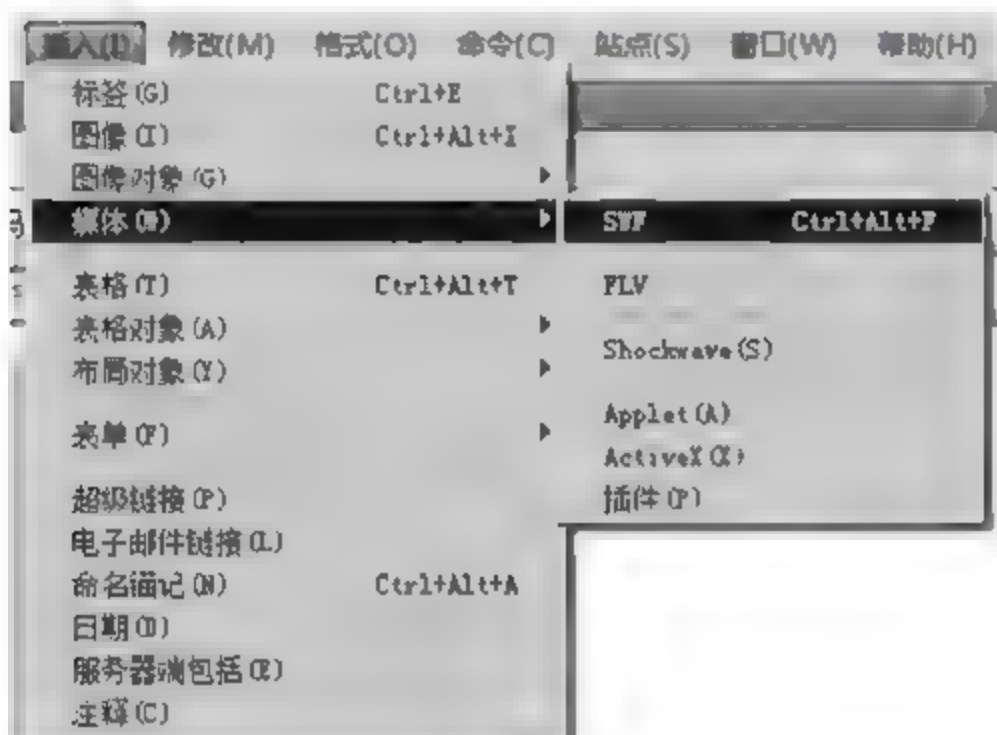 插入(I) 修改(M) 格式(O) 命令(C) 站点(S) 窗口(W) 帮助(H)
标签(G) Ctrl+E
图像(I) Ctrl+Alt+I
图像对象(G)
媒体(M) SWF Ctrl+Alt+F
表格(T) Ctrl+Alt+T FLV
表格对象(A) Shockwave(S)
布局对象(Y)
Applet(A)
表单(F) ActiveX(X)
超级链接(P) 插件(P)
电子邮件链接(L)
命名锚记(N) Ctrl+Alt+A
日期(D)
服务器端包括(E)
注释(C)